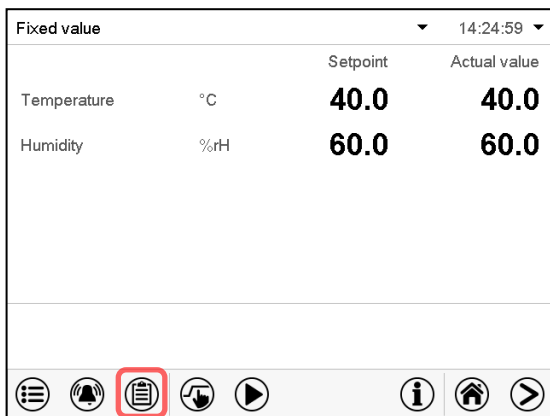 Fixed value 14:24:59
Setpoint Actual value
Temperature °C 40.0 40.0
Humidity %rH 60.0 60.0